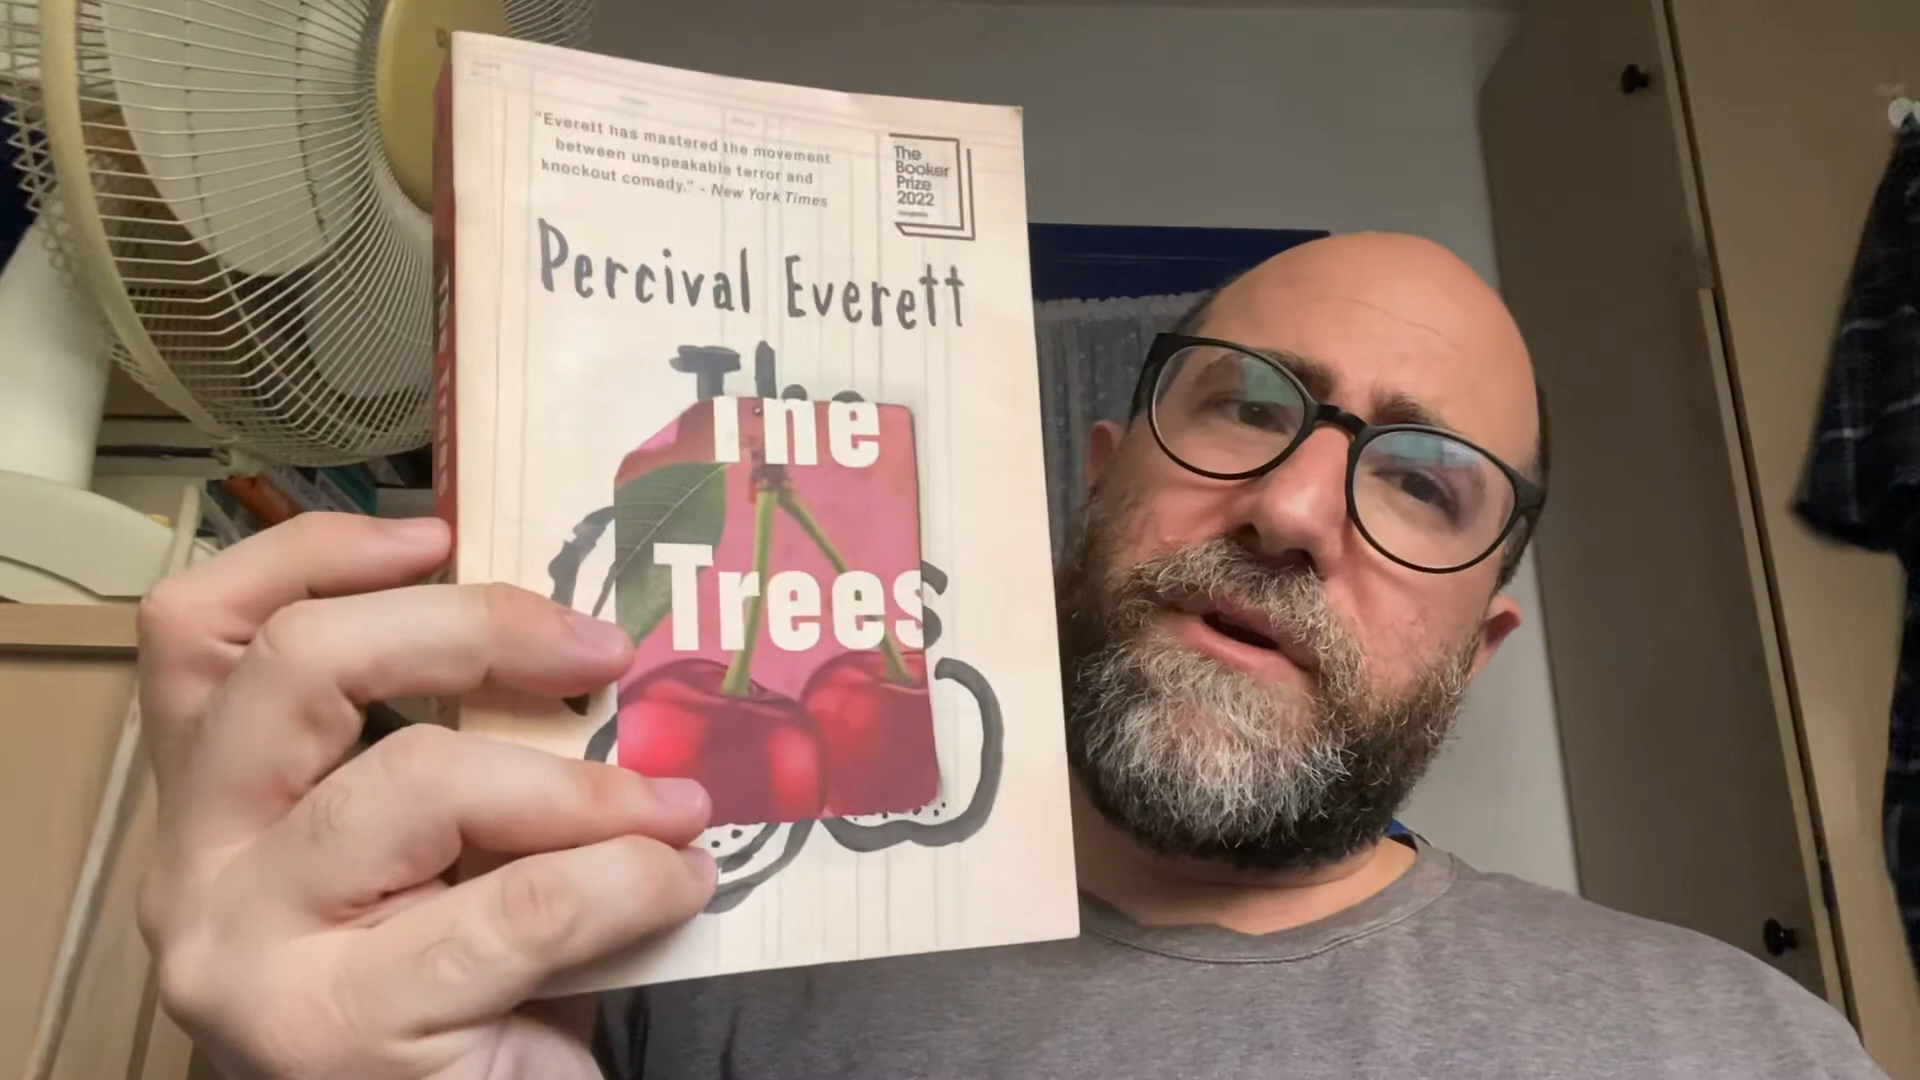 "Everett has mastered the movement
between unspeakable terror and
knockout comedy." - New York Times
The
Booker
Prize
2022
Percival Everett
The
Trees